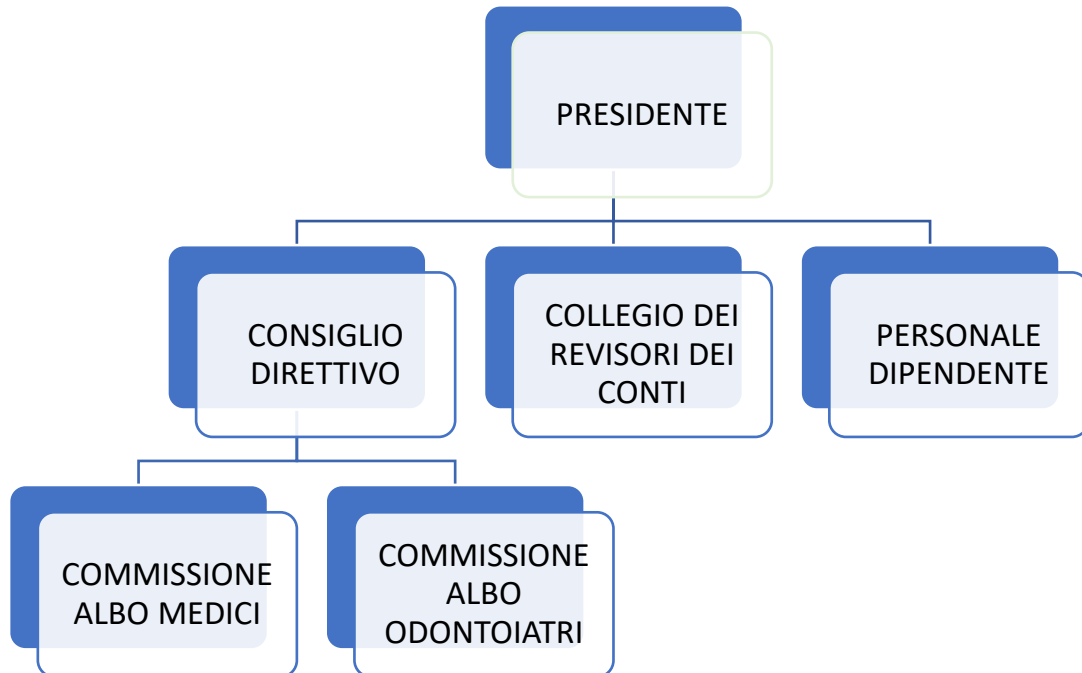 PRESIDENTE
CONSIGLIO
DIRETTIVO
COLLEGIO DEI
REVISORI DEI
CONTI
PERSONALE
DIPENDENTE
COMMISSIONE
ALBO MEDICI
COMMISSIONE
ALBO
ODONTOIATRI